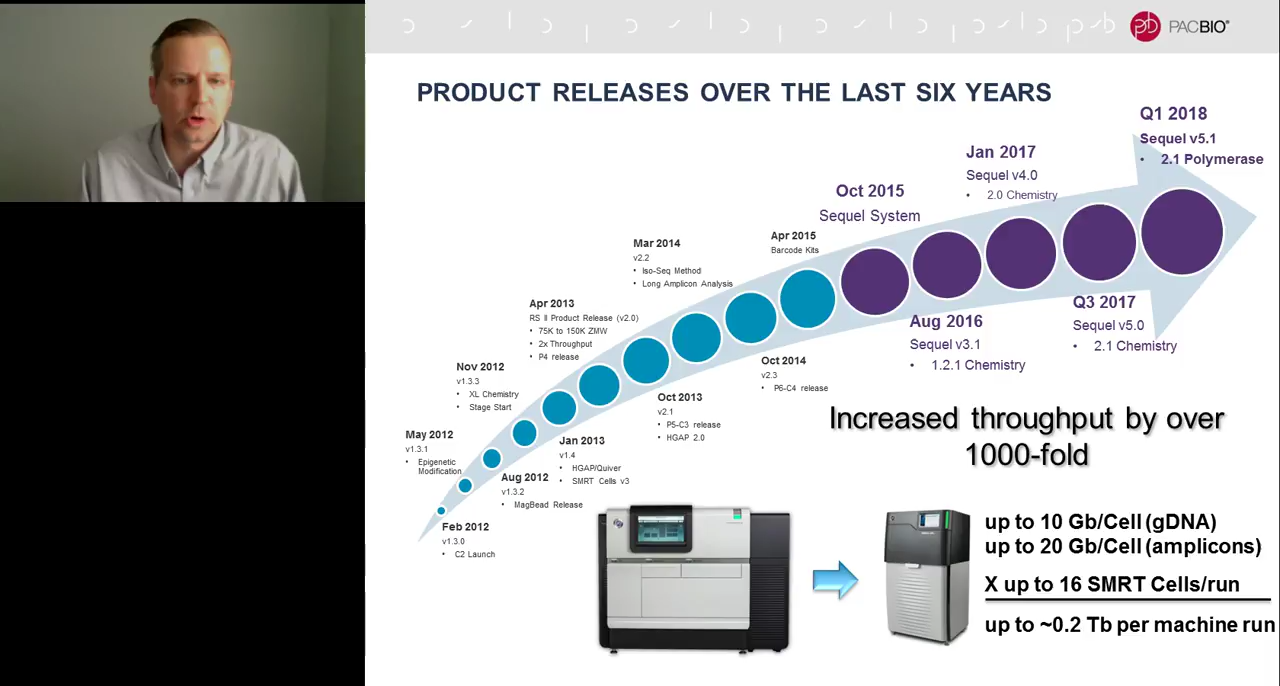 PACBIO®
PRODUCT RELEASES OVER THE LAST SIX YEARS
Q1 2018
Sequel v5.1
• 2.1 Polymerase
Jan 2017
Sequel v4.0
• 2.0 Chemistry
Oct 2015
Sequel System
Apr 2015
Barcode Kits
Mar 2014
v2.2
• Iso-Seq Method
• Long Amplicon Analysis
Apr 2013
RS II Product Release (v2.0)
• 75K to 150K ZMW
• 2x Throughput
• P4 release
Nov 2012
v1.3.3
• XL Chemistry
• Stage Start
May 2012
v1.3.1
• Epigenetic
Modification
Feb 2012
v1.3.0
• C2 Launch
Aug 2012
v1.3.2
• MagBead Release
Jan 2013
v1.4
• HGAP/Quiver
• SMRT Cells v3
Oct 2013
v2.1
• P5-C3 release
• HGAP 2.0
Oct 2014
v2.3
• P6-C4 release
Aug 2016
Sequel v3.1
• 1.2.1 Chemistry
Q3 2017
Sequel v5.0
• 2.1 Chemistry
Increased throughput by over
1000-fold
up to 10 Gb/Cell (gDNA)
up to 20 Gb/Cell (amplicons)
X up to 16 SMRT Cells/run
up to ~0.2 Tb per machine run